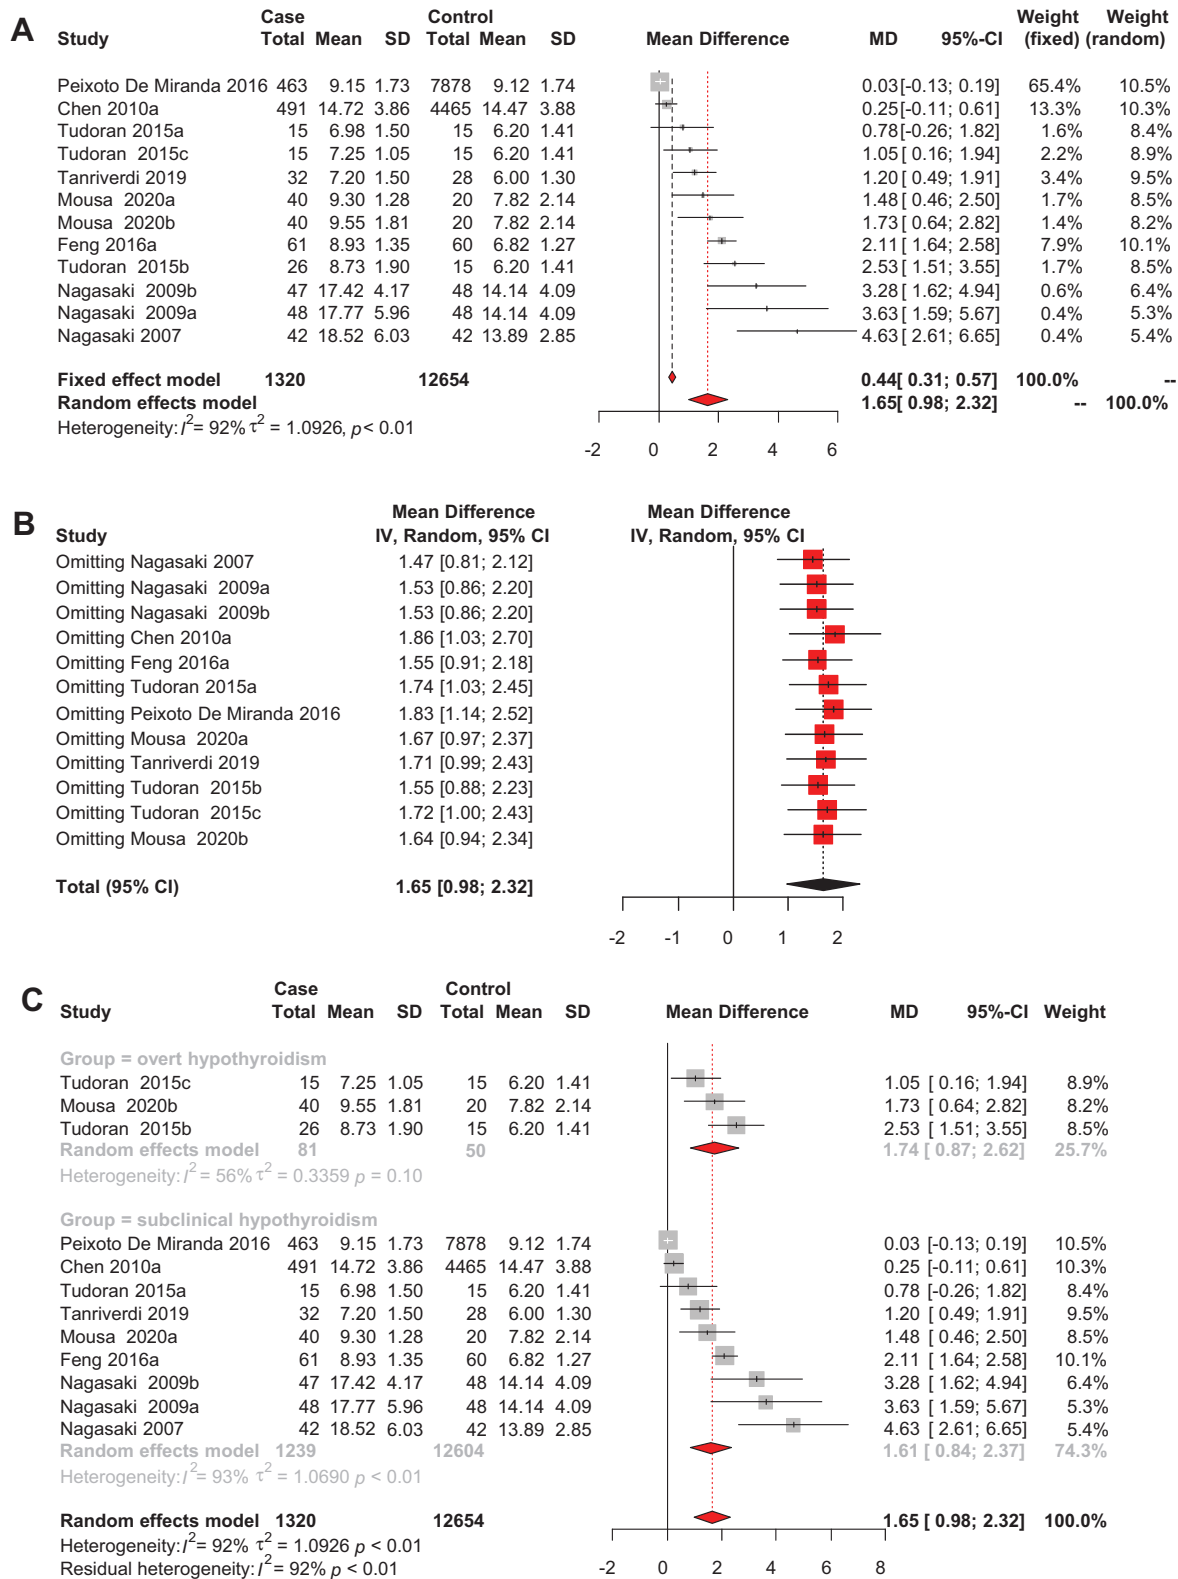 A
Case Control Weight Weight
Study Total Mean SD Total Mean SD Mean Difference MD 95%-CI (fixed) (random)
Peixoto De Miranda 2016 463 9.15 1.73 7878 9.12 1.74 0.03 [-0.13; 0.19] 65.4% 10.5%
Chen 2010a 491 14.72 3.86 4465 14.47 3.88 0.25 [-0.11; 0.61] 13.3% 10.3%
Tudoran 2015a 15 6.98 1.50 15 6.20 1.41 0.78 [-0.26; 1.82] 1.6% 8.4%
Tudoran 2015c 15 7.25 1.05 15 6.20 1.41 1.05 [ 0.16; 1.94] 2.2% 8.9%
Tanriverdi 2019 32 7.20 1.50 28 6.00 1.30 1.20 [ 0.49; 1.91] 3.4% 9.5%
Mousa 2020a 40 9.30 1.28 20 7.82 2.14 1.48 [ 0.46; 2.50] 1.7% 8.5%
Mousa 2020b 40 9.55 1.81 20 7.82 2.14 1.73 [ 0.64; 2.82] 1.4% 8.2%
Feng 2016a 61 8.93 1.35 60 6.82 1.27 2.11 [ 1.64; 2.58] 7.9% 10.1%
Tudoran 2015b 26 8.73 1.90 15 6.20 1.41 2.53 [ 1.51; 3.55] 1.7% 8.5%
Nagasaki 2009b 47 17.42 4.17 48 14.14 4.09 3.28 [ 1.62; 4.94] 0.6% 6.4%
Nagasaki 2009a 48 17.77 5.96 48 14.14 4.09 3.63 [ 1.59; 5.67] 0.4% 5.3%
Nagasaki 2007 42 18.52 6.03 42 13.89 2.85 4.63 [ 2.61; 6.65] 0.4% 5.4%
Fixed effect model 1320 12654 0.44[ 0.31; 0.57] 100.0% --
Random effects model 1.65[ 0.98; 2.32] -- 100.0%
Heterogeneity: I² = 92% τ² = 1.0926, p < 0.01
-2 0 2 4 6
B
Mean Difference Mean Difference
Study IV, Random, 95% CI IV, Random, 95% CI
Omitting Nagasaki 2007 1.47 [0.81; 2.12]
Omitting Nagasaki 2009a 1.53 [0.86; 2.20]
Omitting Nagasaki 2009b 1.53 [0.86; 2.20]
Omitting Chen 2010a 1.86 [1.03; 2.70]
Omitting Feng 2016a 1.55 [0.91; 2.18]
Omitting Tudoran 2015a 1.74 [1.03; 2.45]
Omitting Peixoto De Miranda 2016 1.83 [1.14; 2.52]
Omitting Mousa 2020a 1.67 [0.97; 2.37]
Omitting Tanriverdi 2019 1.71 [0.99; 2.43]
Omitting Tudoran 2015b 1.55 [0.88; 2.23]
Omitting Tudoran 2015c 1.72 [1.00; 2.43]
Omitting Mousa 2020b 1.64 [0.94; 2.34]
Total (95% CI) 1.65 [0.98; 2.32]
-2 -1 0 1 2
C
Case Control
Study Total Mean SD Total Mean SD Mean Difference MD 95%-CI Weight
Group = overt hypothyroidism
Tudoran 2015c 15 7.25 1.05 15 6.20 1.41 1.05 [ 0.16; 1.94] 8.9%
Mousa 2020b 40 9.55 1.81 20 7.82 2.14 1.73 [ 0.64; 2.82] 8.2%
Tudoran 2015b 26 8.73 1.90 15 6.20 1.41 2.53 [ 1.51; 3.55] 8.5%
Random effects model 81 50 1.74 [ 0.87; 2.62] 25.7%
Heterogeneity: I² = 56% τ² = 0.3359 p = 0.10
Group = subclinical hypothyroidism
Peixoto De Miranda 2016 463 9.15 1.73 7878 9.12 1.74 0.03 [-0.13; 0.19] 10.5%
Chen 2010a 491 14.72 3.86 4465 14.47 3.88 0.25 [-0.11; 0.61] 10.3%
Tudoran 2015a 15 6.98 1.50 15 6.20 1.41 0.78 [-0.26; 1.82] 8.4%
Tanriverdi 2019 32 7.20 1.50 28 6.00 1.30 1.20 [ 0.49; 1.91] 9.5%
Mousa 2020a 40 9.30 1.28 20 7.82 2.14 1.48 [ 0.46; 2.50] 8.5%
Feng 2016a 61 8.93 1.35 60 6.82 1.27 2.11 [ 1.64; 2.58] 10.1%
Nagasaki 2009b 47 17.42 4.17 48 14.14 4.09 3.28 [ 1.62; 4.94] 6.4%
Nagasaki 2009a 48 17.77 5.96 48 14.14 4.09 3.63 [ 1.59; 5.67] 5.3%
Nagasaki 2007 42 18.52 6.03 42 13.89 2.85 4.63 [ 2.61; 6.65] 5.4%
Random effects model 1239 12604 1.61 [ 0.84; 2.37] 74.3%
Heterogeneity: I² = 93% τ² = 1.0690 p < 0.01
Random effects model 1320 12654 1.65 [ 0.98; 2.32] 100.0%
Heterogeneity: I² = 92% τ² = 1.0926 p < 0.01
Residual heterogeneity: I² = 92% p < 0.01
-2 0 2 4 6 8